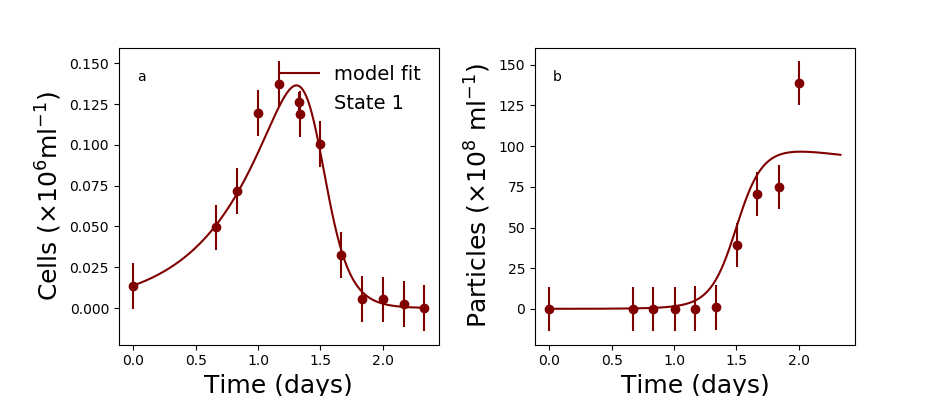 a
model fit
State 1
0.150
0.125
0.100
0.075
0.050
0.025
0.000
Cells (×10⁶ml⁻¹)
0.0 0.5 1.0 1.5 2.0
Time (days)
b
150
125
100
75
50
25
0
Particles (×10⁸ ml⁻¹)
0.0 0.5 1.0 1.5 2.0
Time (days)